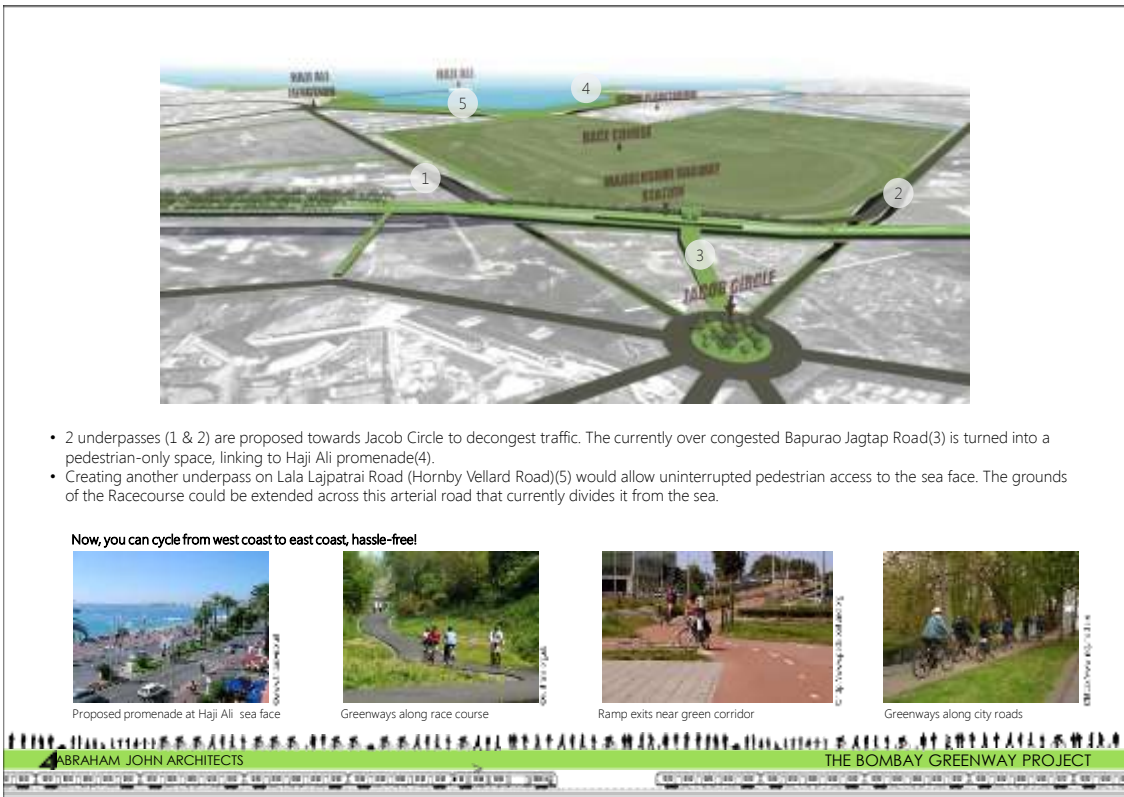 HAJI ALI
JUNCTION
HAJI ALI
5
4
RACE COURSE
MAHALAXMI RAILWAY
STATION
1
2
3
JACOB CIRCLE
• 2 underpasses (1 & 2) are proposed towards Jacob Circle to decongest traffic. The currently over congested Bapurao Jagtap Road(3) is turned into a
pedestrian-only space, linking to Haji Ali promenade(4).
• Creating another underpass on Lala Lajpatrai Road (Hornby Vellard Road)(5) would allow uninterrupted pedestrian access to the sea face. The grounds
of the Racecourse could be extended across this arterial road that currently divides it from the sea.
Now, you can cycle from west coast to east coast, hassle-free!
Proposed promenade at Haji Ali sea face
Greenways along race course
Ramp exits near green corridor
Greenways along city roads
ABRAHAM JOHN ARCHITECTS
THE BOMBAY GREENWAY PROJECT